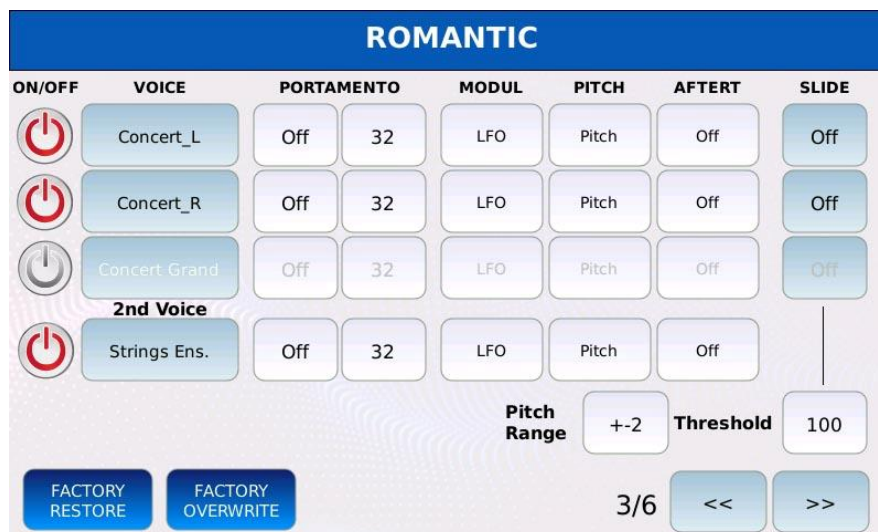 ROMANTIC
ON/OFF VOICE PORTAMENTO MODUL PITCH AFTERT SLIDE
Concert_L Off 32 LFO Pitch Off Off
Concert_R Off 32 LFO Pitch Off Off
Concert Grand Off 32 LFO Pitch Off Off
2nd Voice
Strings Ens. Off 32 LFO Pitch Off
Pitch
Range +-2 Threshold 100
FACTORY
RESTORE
FACTORY
OVERWRITE
3/6 << >>